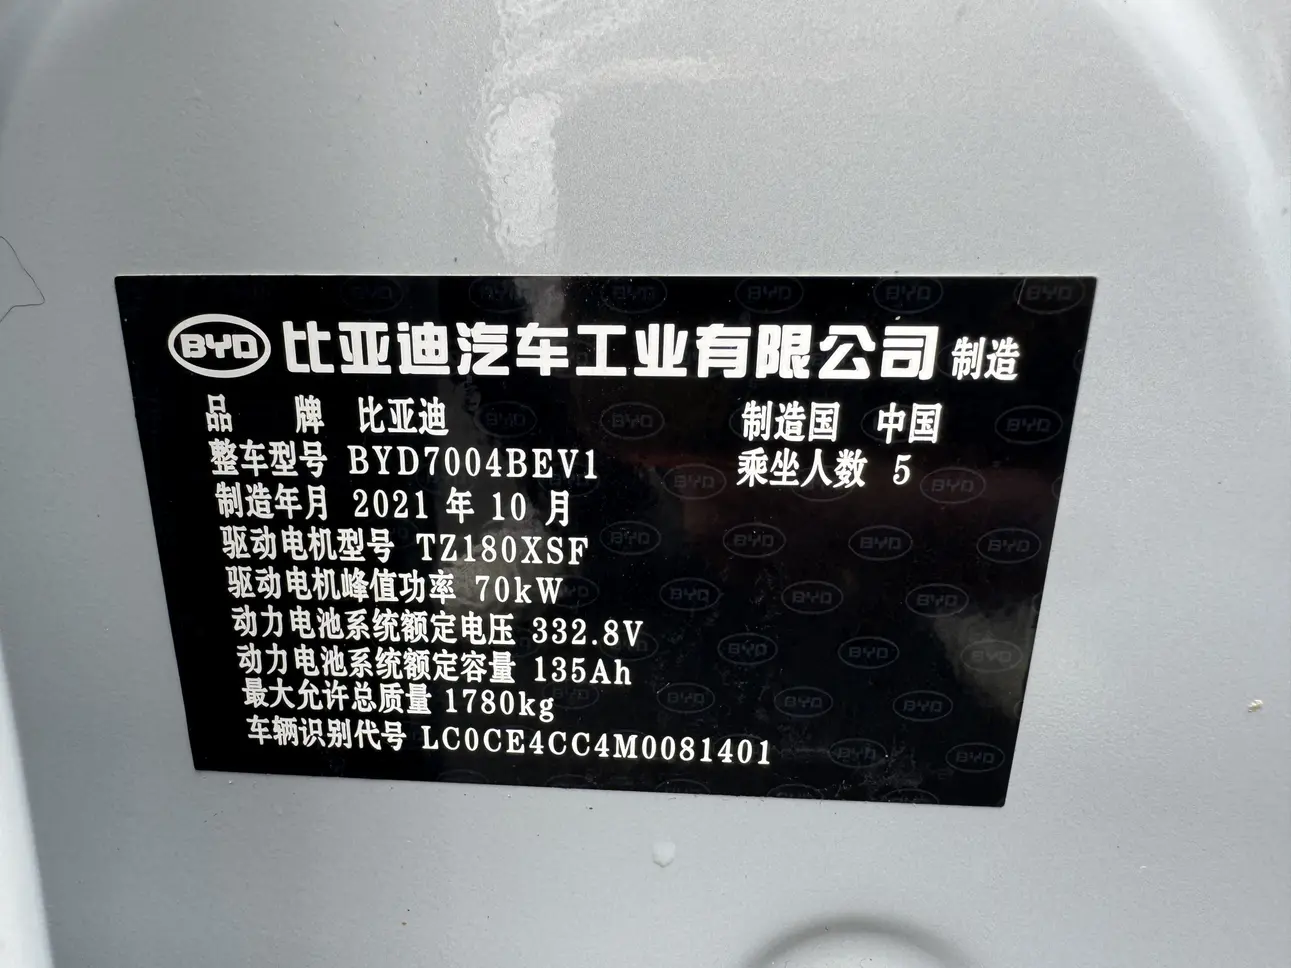 BYD 比亚迪汽车工业有限公司 制造
品 牌 比亚迪 制造国 中国
整车型号 BYD7004BEV1 乘坐人数 5
制造年月 2021 年 10 月
驱动电机型号 TZ180XSF
驱动电机峰值功率 70kW
动力电池系统额定电压 332.8V
动力电池系统额定容量 135Ah
最大允许总质量 1780kg
车辆识别代号 LC0CE4CC4M0081401